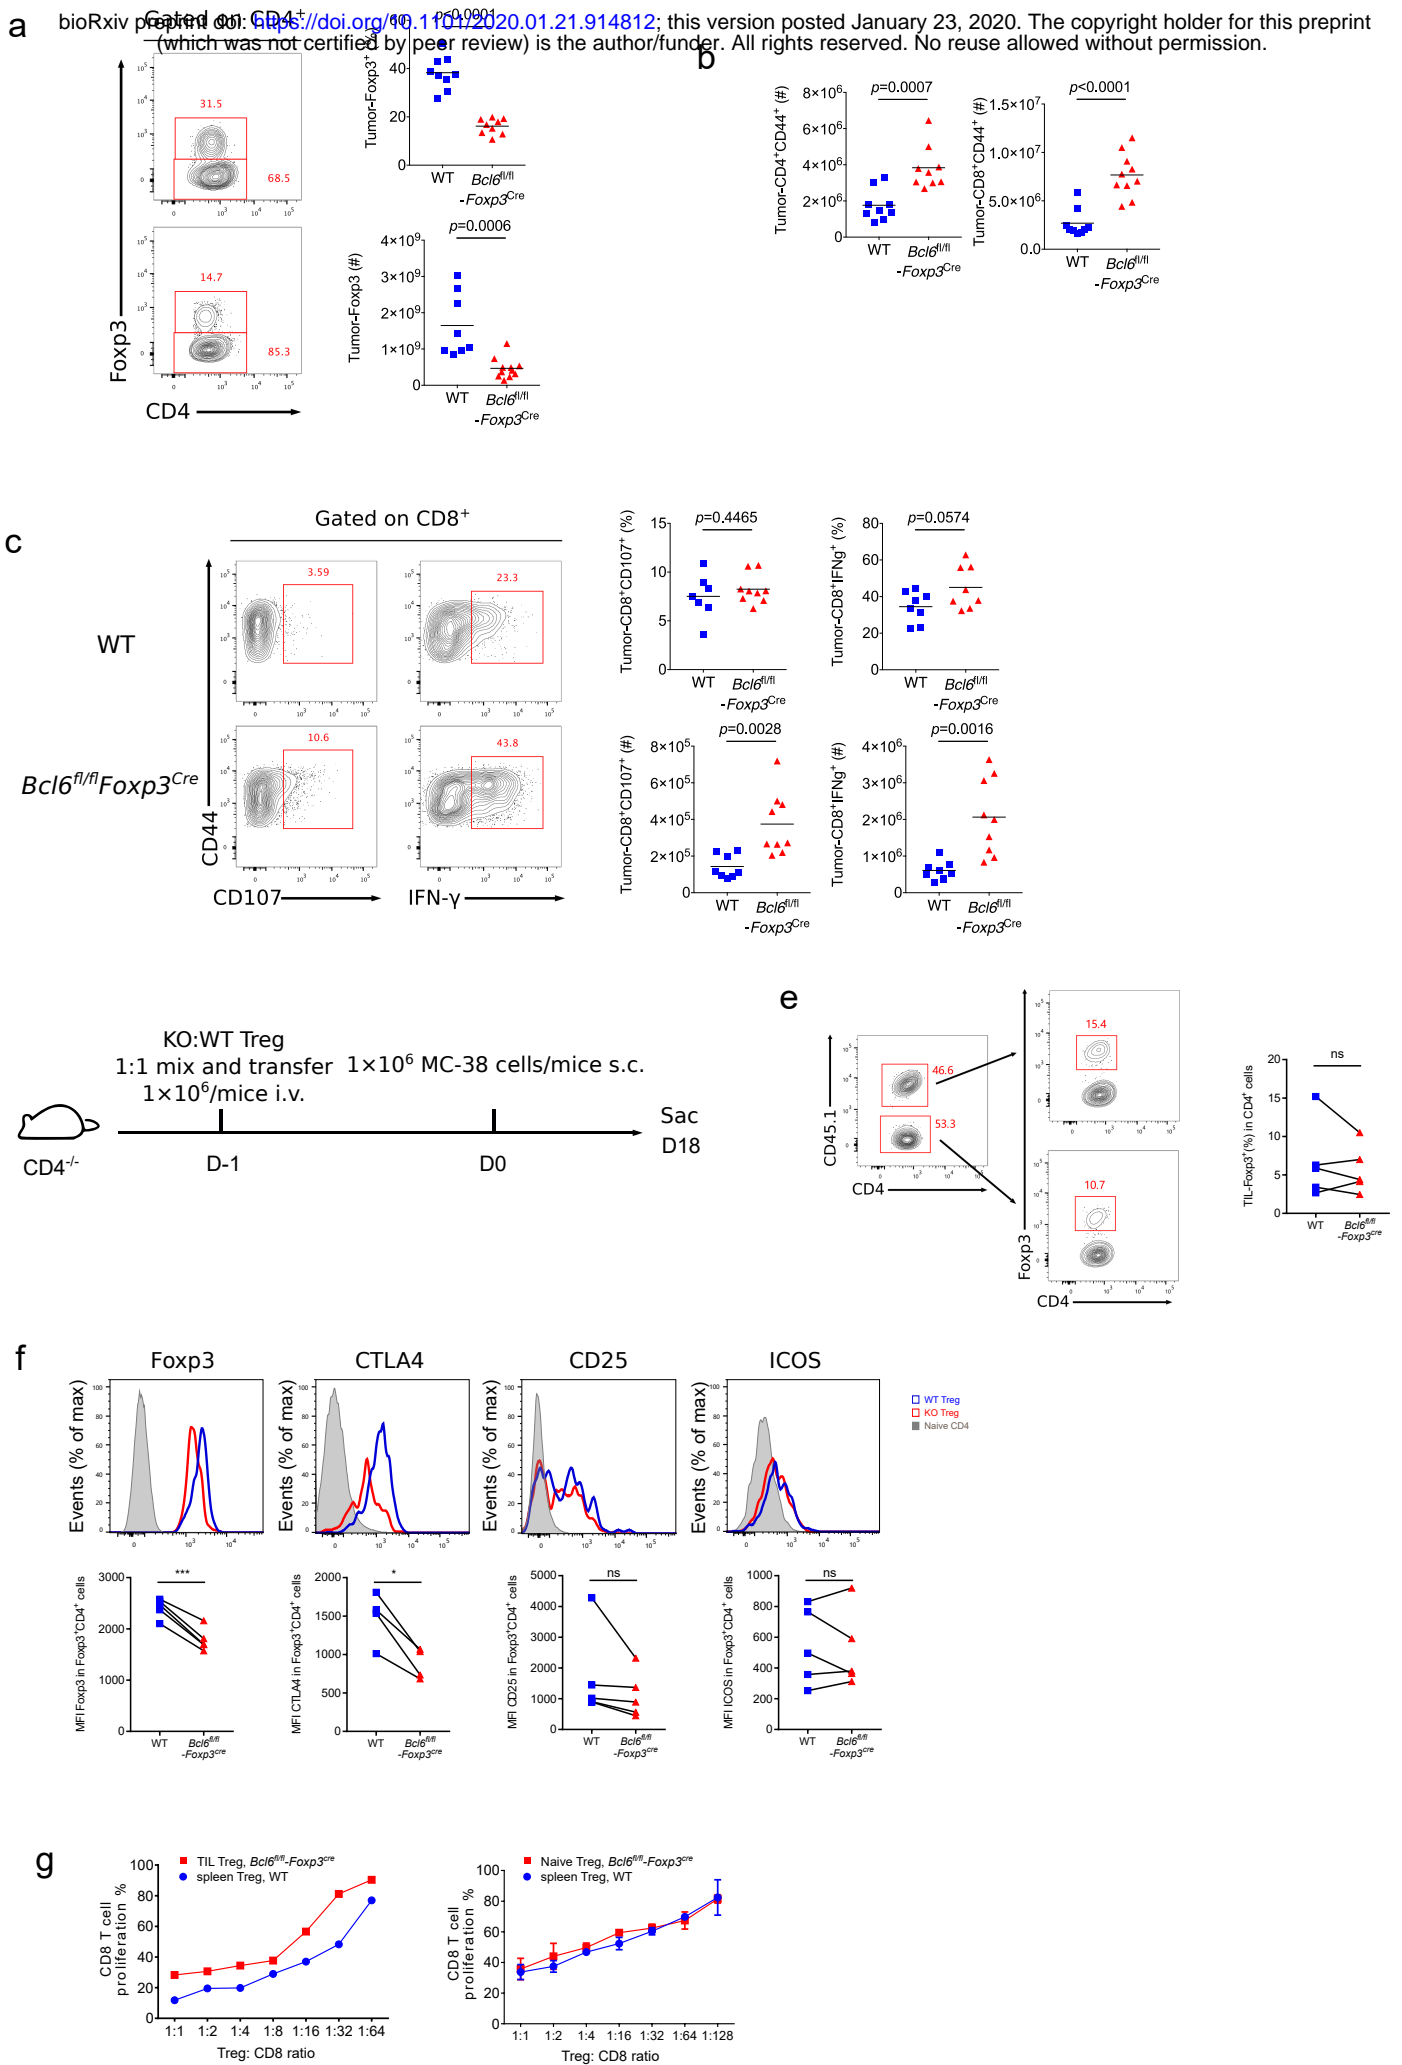 bioRxiv preprint doi: https://doi.org/10.1101/2020.01.21.914812; this version posted January 23, 2020. The copyright holder for this preprint
(which was not certified by peer review) is the author/funder. All rights reserved. No reuse allowed without permission.
a
Gated on CD4+
31.5
68.5
14.7
85.3
Foxp3
CD4
Tumor-Foxp3+ (%)
p<0.0001
60
40
20
0
WT
Bcl6fl/fl
-Foxp3Cre
Tumor-Foxp3 (#)
p=0.0006
4×10⁹
3×10⁹
2×10⁹
1×10⁹
0
WT
Bcl6fl/fl
-Foxp3Cre
b
Tumor-CD4+CD44+ (#)
p=0.0007
8×10⁶
6×10⁶
4×10⁶
2×10⁶
0
WT
Bcl6fl/fl
-Foxp3Cre
Tumor-CD8+CD44+ (#)
p<0.0001
1.5×10⁷
1.0×10⁷
5.0×10⁶
0.0
WT
Bcl6fl/fl
-Foxp3Cre
c
Gated on CD8+
WT
Bcl6fl/flFoxp3Cre
3.59
23.3
10.6
43.8
CD44
CD107
IFN-γ
Tumor-CD8+CD107+ (%)
p=0.4465
15
10
5
0
WT
Bcl6fl/fl
-Foxp3Cre
Tumor-CD8+IFNg+ (%)
p=0.0574
80
60
40
20
0
WT
Bcl6fl/fl
-Foxp3Cre
Tumor-CD8+CD107+ (#)
p=0.0028
8×10⁵
6×10⁵
4×10⁵
2×10⁵
0
WT
Bcl6fl/fl
-Foxp3Cre
Tumor-CD8+IFNg+ (#)
p=0.0016
4×10⁶
3×10⁶
2×10⁶
1×10⁶
0
WT
Bcl6fl/fl
-Foxp3Cre
KO:WT Treg
1:1 mix and transfer
1×10⁶/mice i.v.
1×10⁶ MC-38 cells/mice s.c.
CD4-/-
D-1
D0
Sac
D18
e
CD45.1
CD4
46.6
53.3
15.4
10.7
Foxp3
CD4
TIL-Foxp3+(%) in CD4+ cells
ns
20
15
10
5
0
WT
Bcl6fl/fl
-Foxp3cre
f
Foxp3
CTLA4
CD25
ICOS
Events (% of max)
Events (% of max)
Events (% of max)
Events (% of max)
WT Treg
KO Treg
Naive CD4
MFI Foxp3 in Foxp3+CD4+ cells
***
3000
2000
1000
0
WT
Bcl6fl/fl
-Foxp3cre
MFI CTLA4 in Foxp3+CD4+ cells
*
2000
1500
1000
500
0
WT
Bcl6fl/fl
-Foxp3cre
MFI CD25 in Foxp3+CD4+ cells
ns
5000
4000
3000
2000
1000
0
WT
Bcl6fl/fl
-Foxp3cre
MFI ICOS in Foxp3+CD4+ cells
ns
1000
800
600
400
200
0
WT
Bcl6fl/fl
-Foxp3cre
g
TIL Treg, Bcl6fl/fl-Foxp3cre
spleen Treg, WT
CD8 T cell
proliferation %
100
80
60
40
20
0
1:1 1:2 1:4 1:8 1:16 1:32 1:64
Treg: CD8 ratio
Naive Treg, Bcl6fl/fl-Foxp3cre
spleen Treg, WT
CD8 T cell
proliferation %
100
80
60
40
20
0
1:1 1:2 1:4 1:16 1:32 1:64 1:128
Treg: CD8 ratio